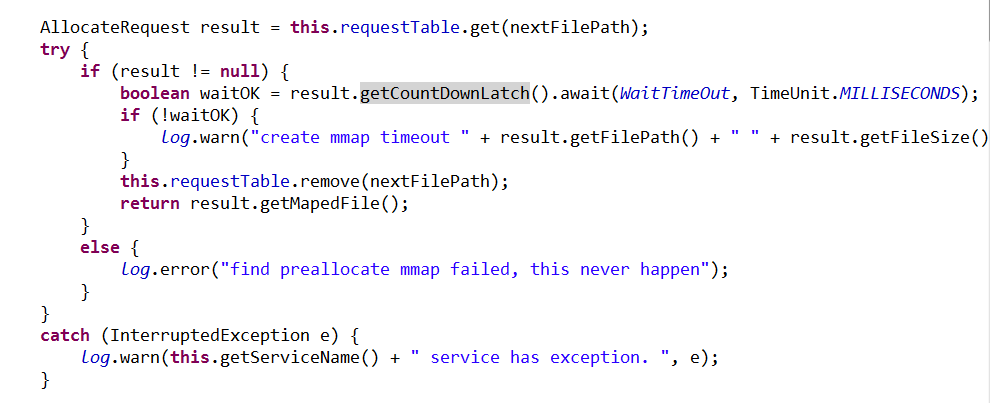 AllocateRequest result = this.requestTable.get(nextFilePath);
try {
if (result != null) {
boolean waitOK = result.getCountDownLatch().await(WaitTimeOut, TimeUnit.MILLISECONDS);
if (!waitOK) {
log.warn("create mmap timeout " + result.getFilePath() + " " + result.getFileSize()
}
this.requestTable.remove(nextFilePath);
return result.getMapedFile();
}
else {
log.error("find preallocate mmap failed, this never happen");
}
}
catch (InterruptedException e) {
log.warn(this.getServiceName() + " service has exception. ", e);
}